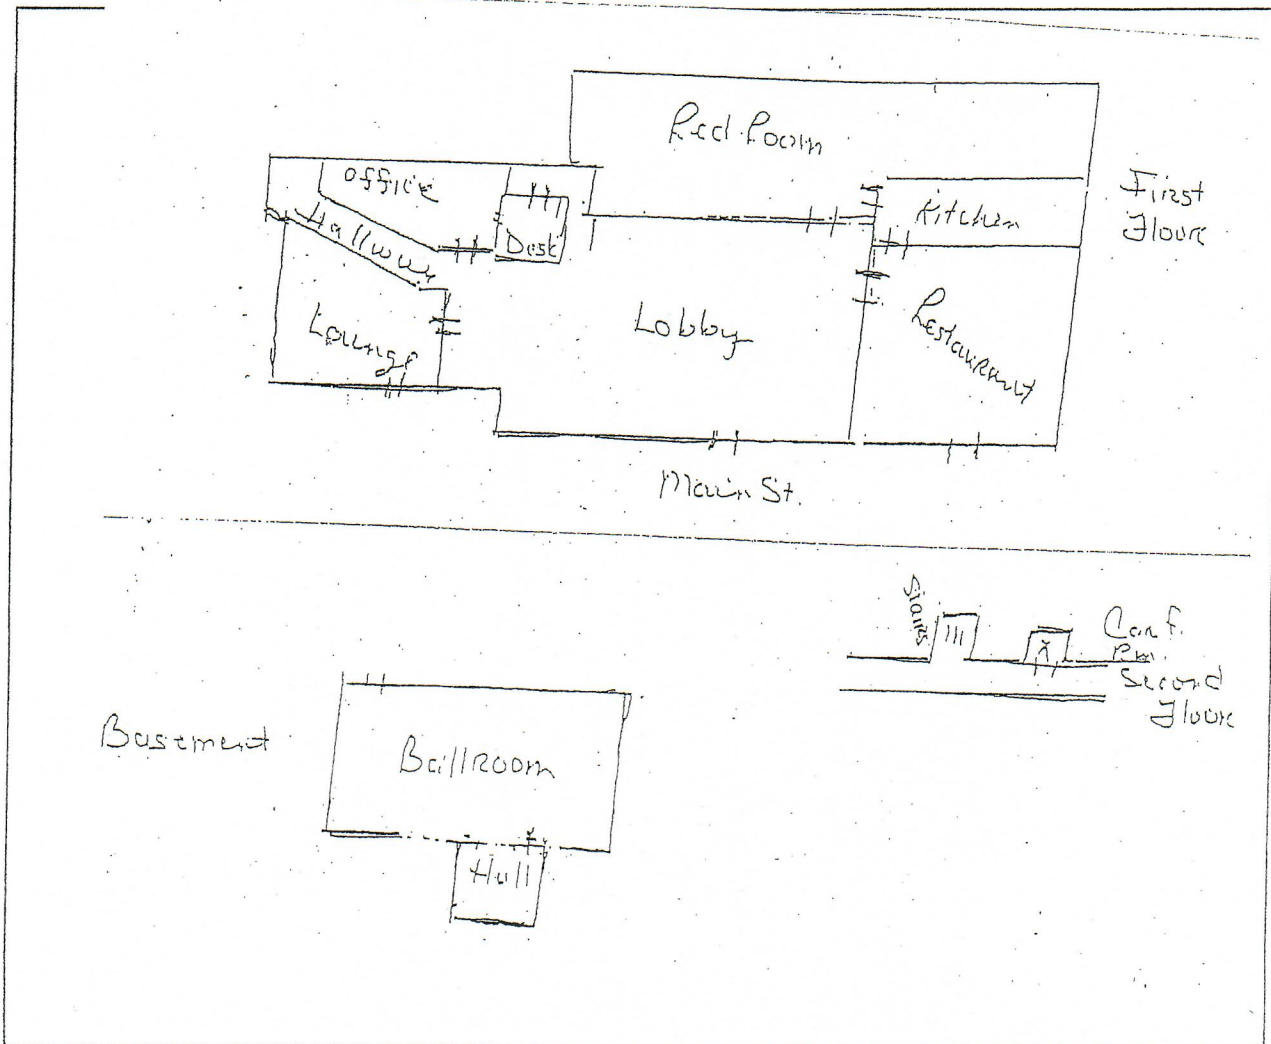 Red Room
Office
First
Floor
Kitchen
Hallway
Desk
Lobby
Restaurant
Lounge
Main St.
Stairs
Conf.
Rm.
Second
Floor
Basement
Ballroom
Hall